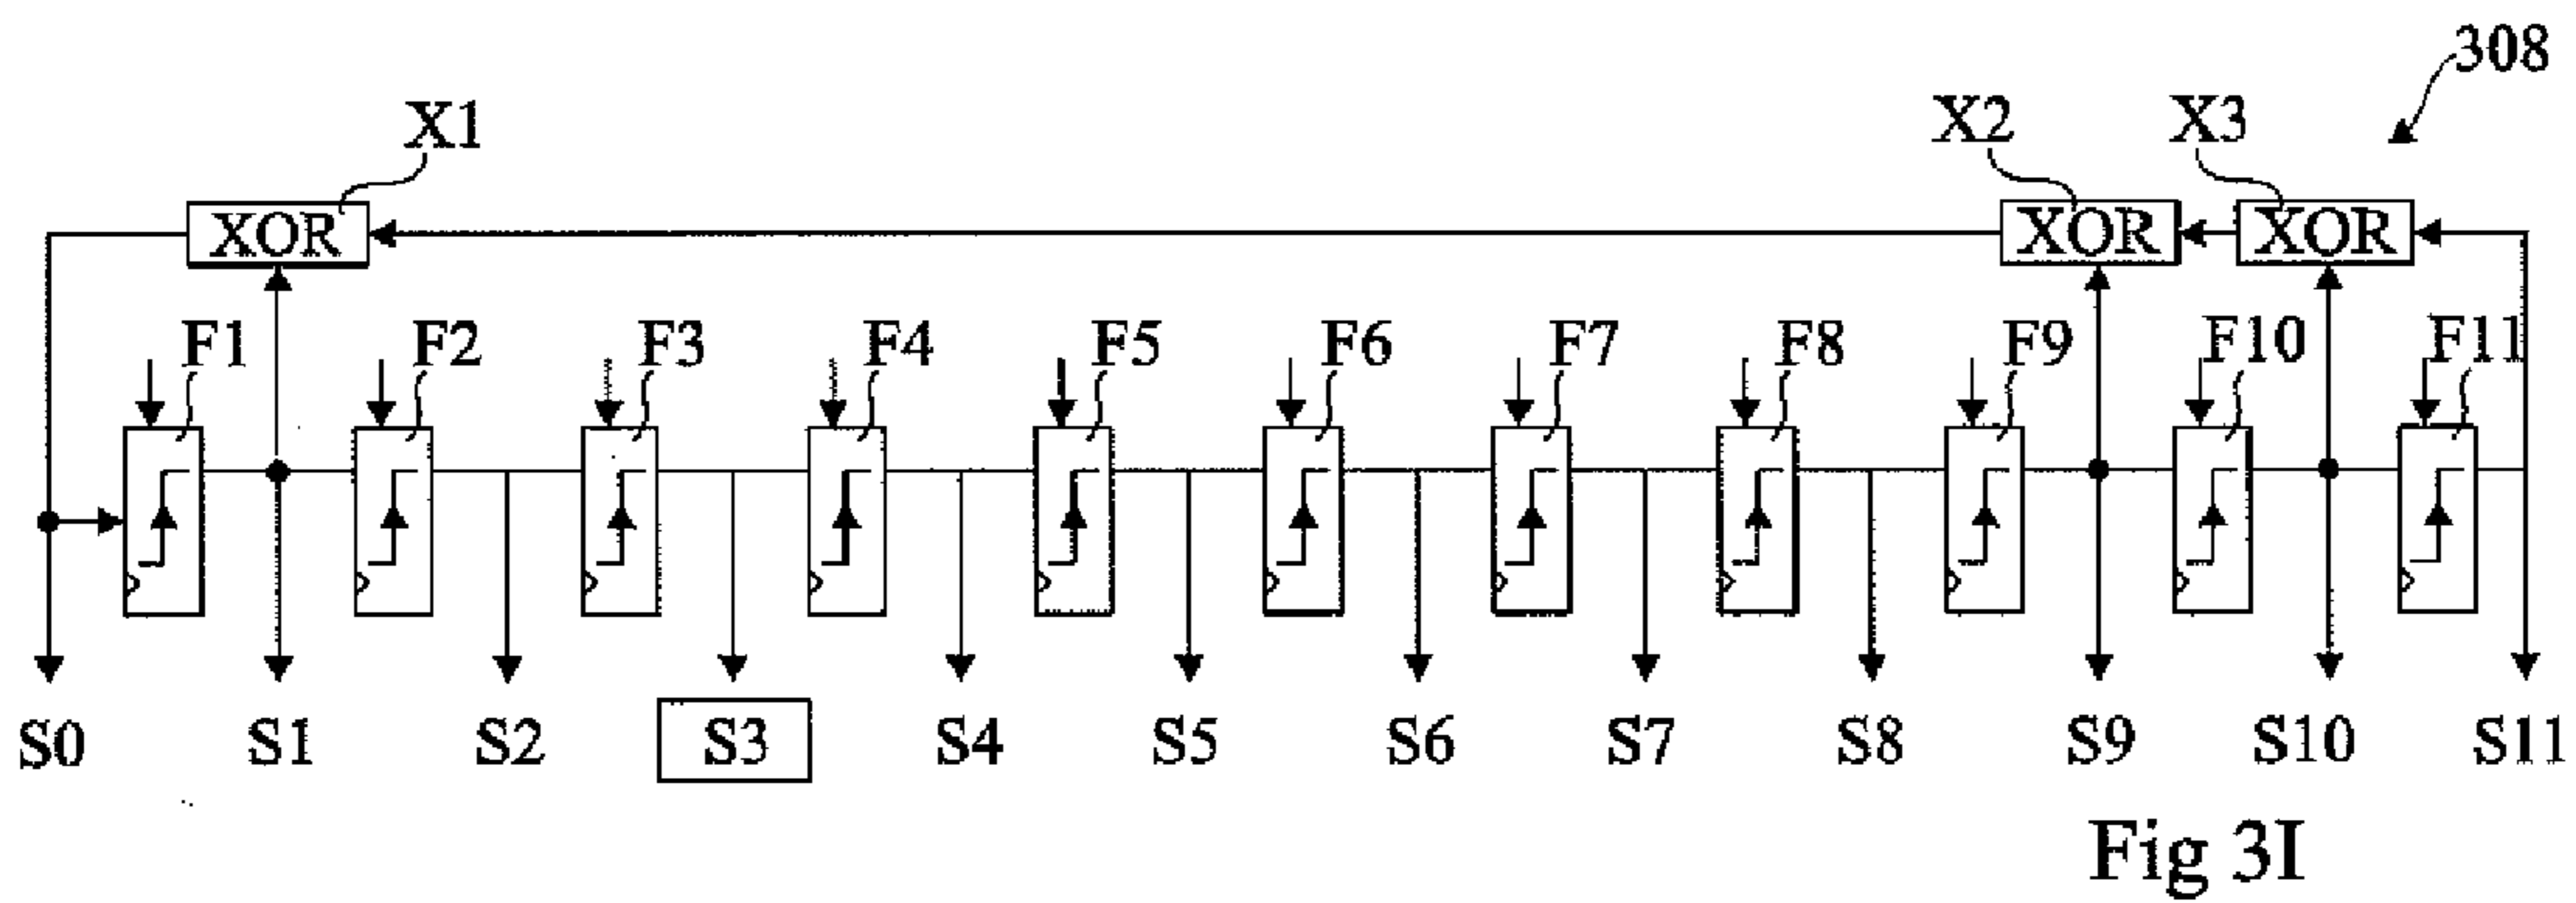 308
X1 X2 X3
XOR XOR XOR
F1 F2 F3 F4 F5 F6 F7 F8 F9 F10 F11
S0 S1 S2 S3 S4 S5 S6 S7 S8 S9 S10 S11
Fig 3I